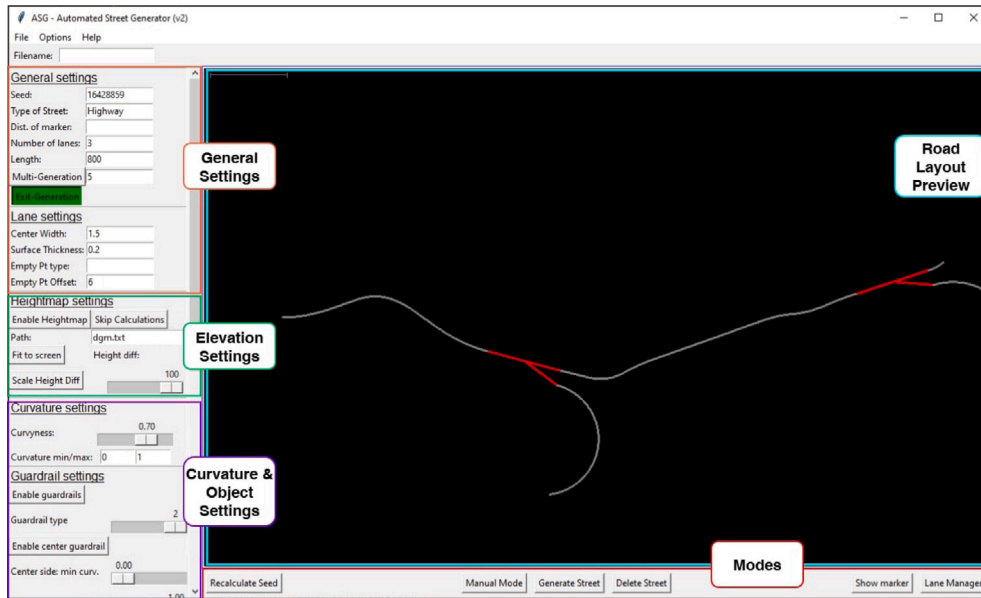 ASG - Automated Street Generator (v2)
File Options Help
Filename:
General settings
Seed: 16428859
Type of Street: Highway
Dist. of marker:
Number of lanes: 3
Length: 800
Multi-Generation 5
Exit-Generation
Lane settings
Center Width: 1.5
Surface Thickness: 0.2
Empty Pt type:
Empty Pt Offset: 6
Heightmap settings
Enable Heightmap Skip Calculations
Path: dgm.txt
Fit to screen Height diff:
100
Scale Height Diff
Curvature settings
0.70
Curvyness:
Curvature min/max: 0 1
Guardrail settings
Enable guardrails
2
Guardrail type
Enable center guardrail
0.00
Center side: min curv.
1.00
General
Settings
Elevation
Settings
Curvature &
Object
Settings
Road
Layout
Preview
Modes
Recalculate Seed Manual Mode Generate Street Delete Street Show marker Lane Manager